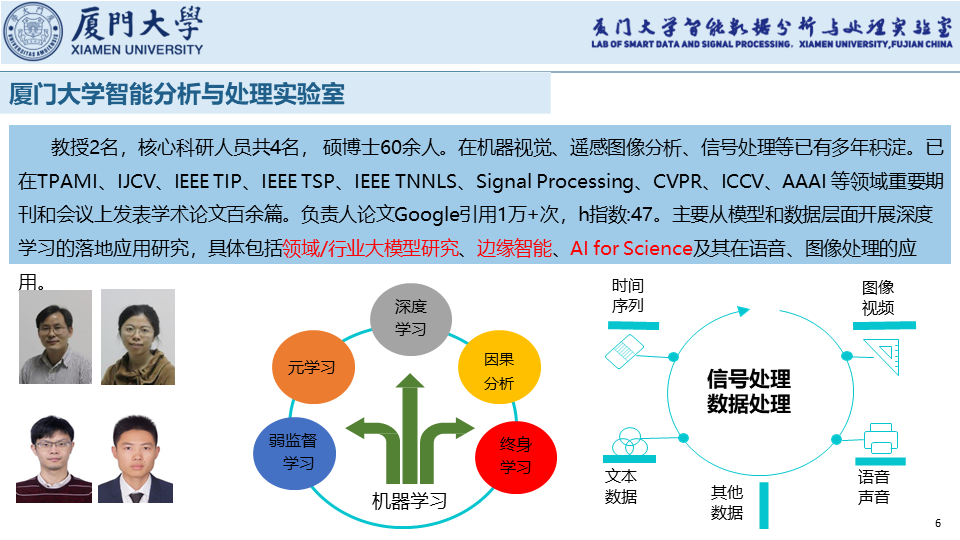 厦門大學
XIAMEN UNIVERSITY
厦门大学智能数据分析与处理实验室
LAB OF SMART DATA AND SIGNAL PROCESSING, XIAMEN UNIVERSITY,FUJIAN CHINA
厦门大学智能分析与处理实验室
教授2名，核心科研人员共4名， 硕博士60余人。在机器视觉、遥感图像分析、信号处理等已有多年积淀。已
在TPAMI、IJCV、IEEE TIP、IEEE TSP、IEEE TNNLS、Signal Processing、CVPR、ICCV、AAAI 等领域重要期
刊和会议上发表学术论文百余篇。负责人论文Google引用1万+次，h指数:47。主要从模型和数据层面开展深度
学习的落地应用研究，具体包括领域/行业大模型研究、边缘智能、AI for Science及其在语音、图像处理的应
用。
深度
学习
元学习
因果
分析
弱监督
学习
终身
学习
机器学习
时间
序列
图像
视频
信号处理
数据处理
文本
数据
其他
数据
语音
声音
6